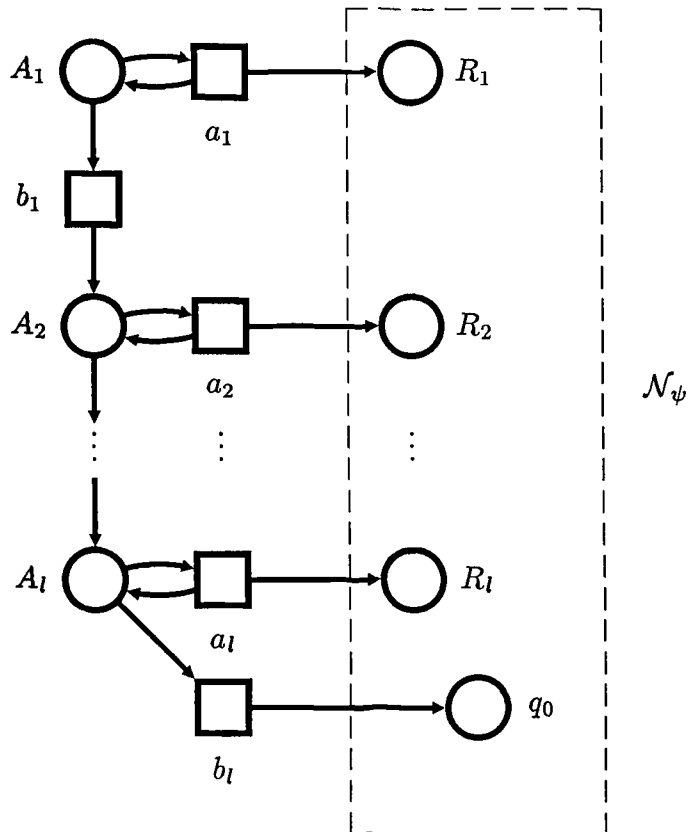 A₁ R₁
a₁
b₁
A₂ R₂
a₂
𝒩ψ
⋮ ⋮ ⋮
Aₗ Rₗ
aₗ
q₀
bₗ